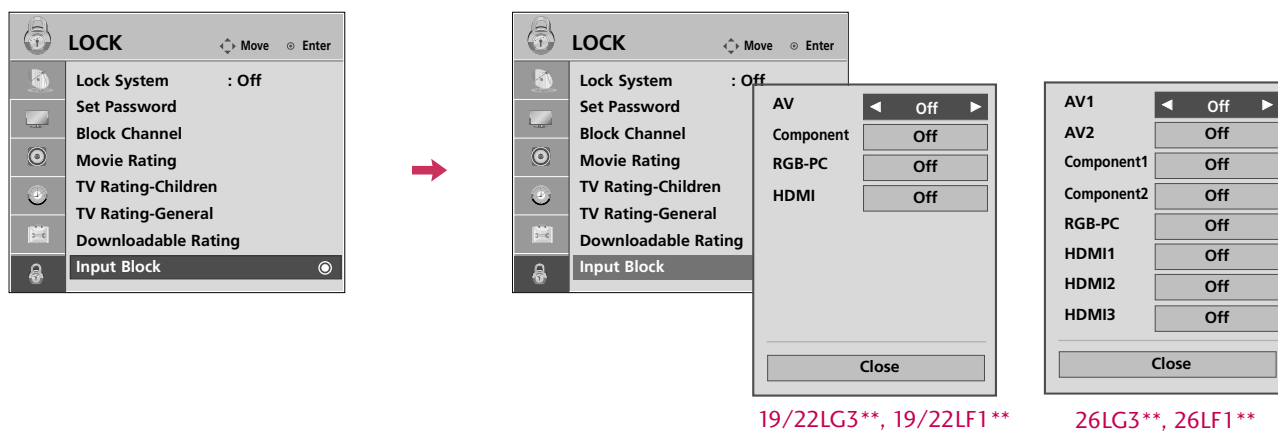 LOCK
Move Enter
Lock System : Off
Set Password
Block Channel
Movie Rating
TV Rating-Children
TV Rating-General
Downloadable Rating
Input Block
LOCK
Move Enter
Lock System : Off
Set Password
Block Channel
Movie Rating
TV Rating-Children
TV Rating-General
Downloadable Rating
Input Block
AV Off
Component Off
RGB-PC Off
HDMI Off
Close
19/22LG3**, 19/22LF1**
AV1 Off
AV2 Off
Component1 Off
Component2 Off
RGB-PC Off
HDMI1 Off
HDMI2 Off
HDMI3 Off
Close
26LG3**, 26LF1**